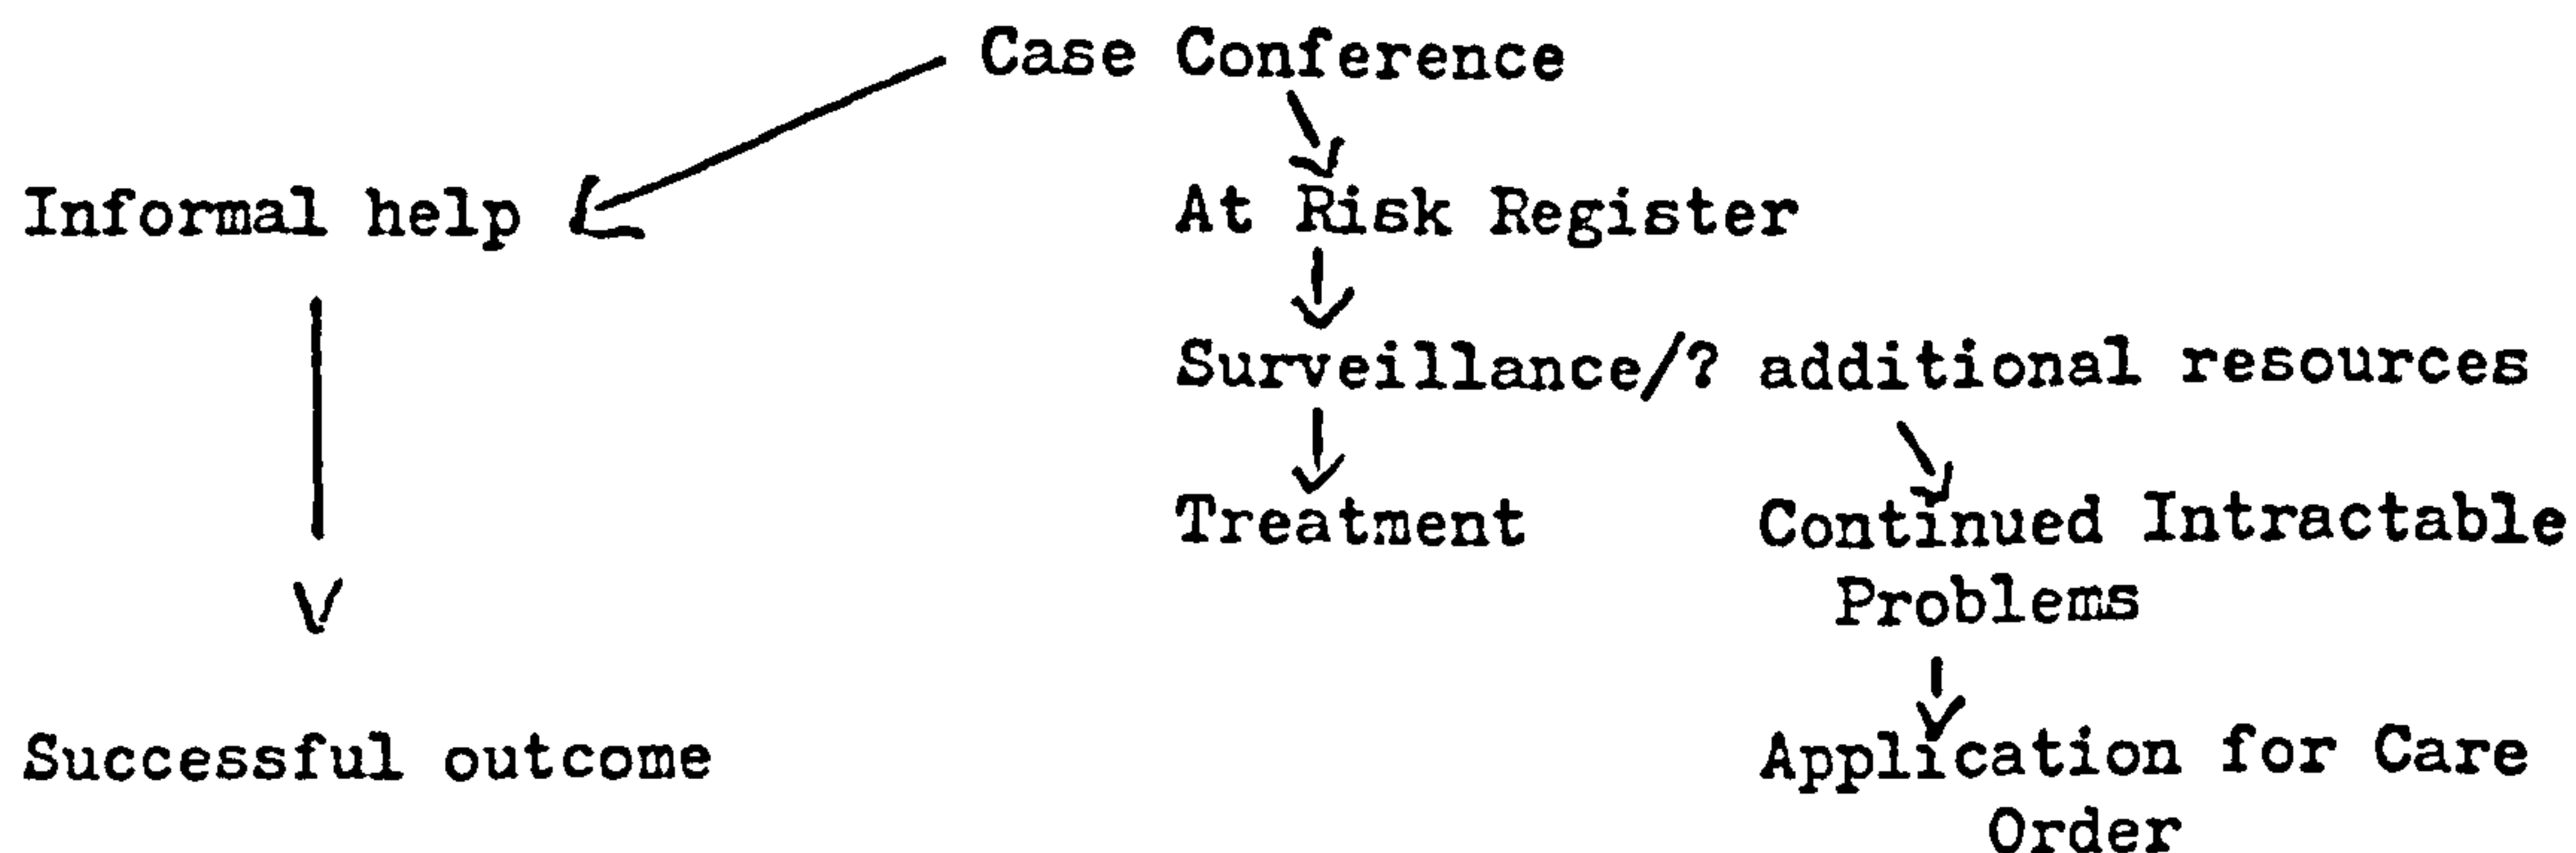 Case Conference
Informal help
At Risk Register
Surveillance/? additional resources
Treatment
Continued Intractable
Problems
Successful outcome
Application for Care
Order